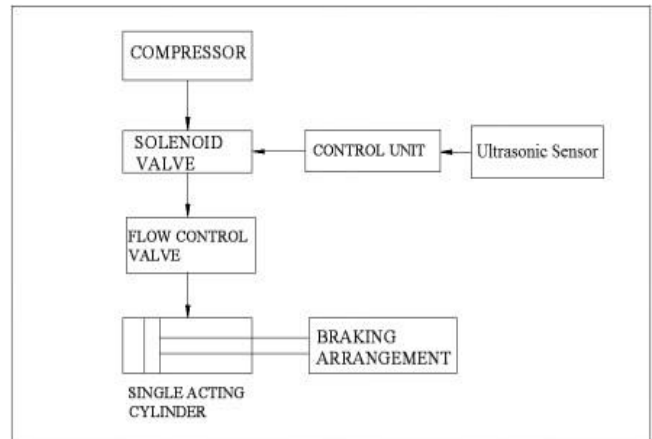 COMPRESSOR
SOLENOID
VALVE
CONTROL UNIT
Ultrasonic Sensor
FLOW CONTROL
VALVE
BRAKING
ARRANGEMENT
SINGLE ACTING
CYLINDER